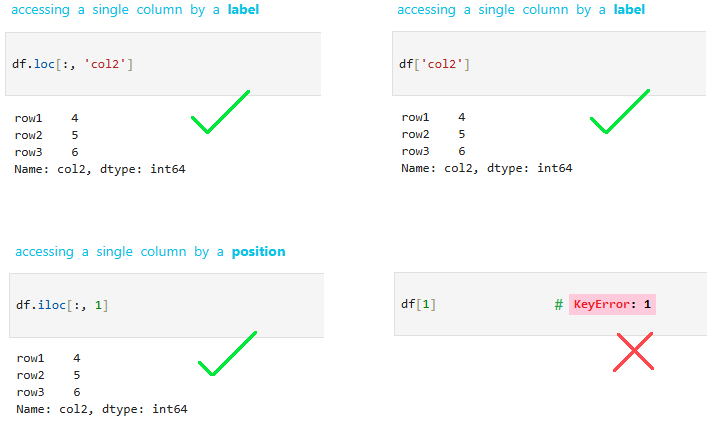 accessing a single column by a label
df.loc[:, 'col2']
row1    4
row2    5
row3    6
Name: col2, dtype: int64
accessing a single column by a label
df['col2']
row1    4
row2    5
row3    6
Name: col2, dtype: int64
accessing a single column by a position
df.iloc[:, 1]
row1    4
row2    5
row3    6
Name: col2, dtype: int64
df[1]    # KeyError: 1